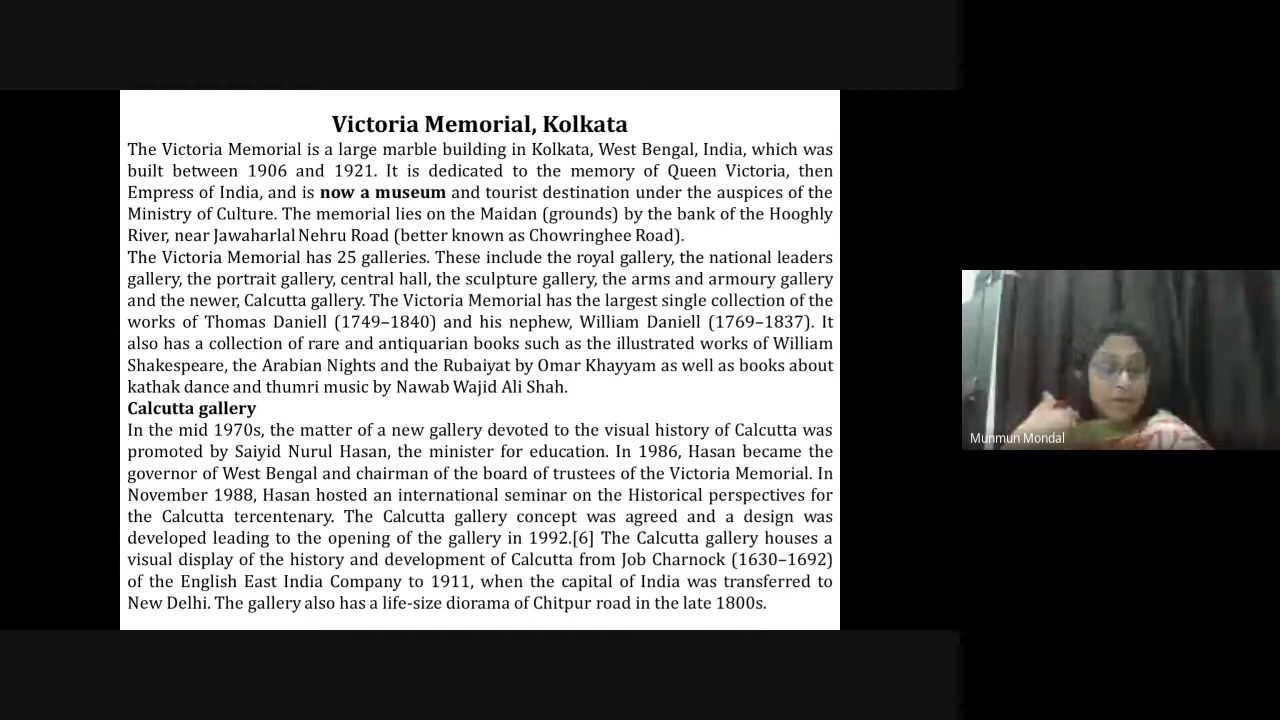 Victoria Memorial, Kolkata
The Victoria Memorial is a large marble building in Kolkata, West Bengal, India, which was
built between 1906 and 1921. It is dedicated to the memory of Queen Victoria, then
Empress of India, and is now a museum and tourist destination under the auspices of the
Ministry of Culture. The memorial lies on the Maidan (grounds) by the bank of the Hooghly
River, near Jawaharlal Nehru Road (better known as Chowringhee Road).
The Victoria Memorial has 25 galleries. These include the royal gallery, the national leaders
gallery, the portrait gallery, central hall, the sculpture gallery, the arms and armoury gallery
and the newer, Calcutta gallery. The Victoria Memorial has the largest single collection of the
works of Thomas Daniell (1749–1840) and his nephew, William Daniell (1769–1837). It
also has a collection of rare and antiquarian books such as the illustrated works of William
Shakespeare, the Arabian Nights and the Rubaiyat by Omar Khayyam as well as books about
kathak dance and thumri music by Nawab Wajid Ali Shah.
Calcutta gallery
In the mid 1970s, the matter of a new gallery devoted to the visual history of Calcutta was
promoted by Saiyid Nurul Hasan, the minister for education. In 1986, Hasan became the
governor of West Bengal and chairman of the board of trustees of the Victoria Memorial. In
November 1988, Hasan hosted an international seminar on the Historical perspectives for
the Calcutta tercentenary. The Calcutta gallery concept was agreed and a design was
developed leading to the opening of the gallery in 1992.[6] The Calcutta gallery houses a
visual display of the history and development of Calcutta from Job Charnock (1630–1692)
of the English East India Company to 1911, when the capital of India was transferred to
New Delhi. The gallery also has a life-size diorama of Chitpur road in the late 1800s.
Munmun Mondal